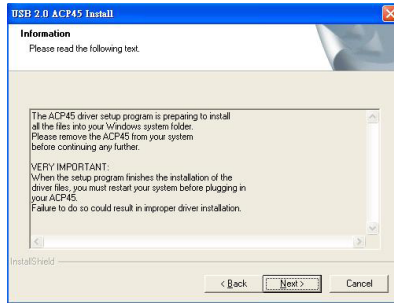 USB 2.0 ACP45 Install
Information
Please read the following text.
The ACP45 driver setup program is preparing to install
all the files into your Windows system folder.
Please remove the ACP45 from your system
before continuing any further.
VERY IMPORTANT:
When the setup program finishes the installation of the
driver files, you must restart your system before plugging in
your ACP45.
Failure to do so could result in improper driver installation.
InstallShield
< Back
Next >
Cancel